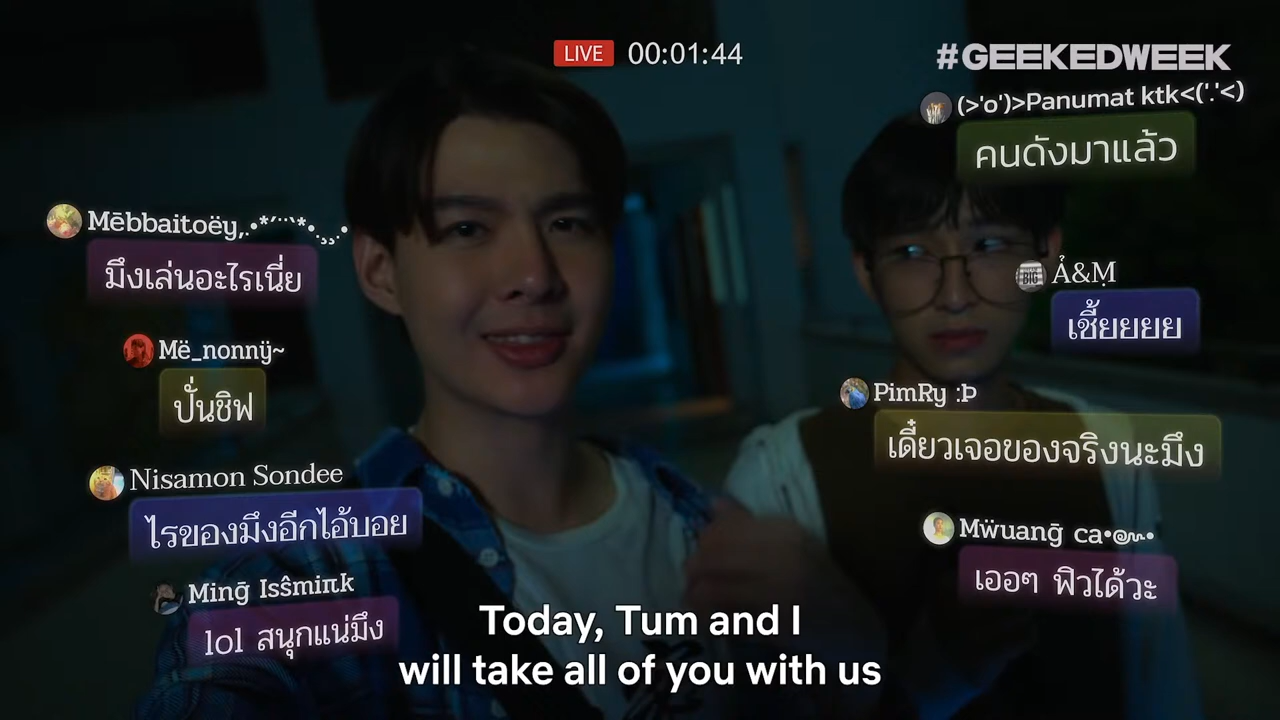 LIVE 00:01:44
#GEEKEDWEEK
(>'o')>Panumat ktk<('.'<)
คนดังมาแล้ว
Mēbbaitoëy,.•*(¨)*•.¸¸.•
มึงเล่นอะไรเนี่ย
Ả&Ṃ
เชี้ยยยย
Më_nonnÿ~
ปั่นชิฟ
PimRy :Þ
เดี๋ยวเจอของจริงนะมึง
Nisamon Sondee
ไรของมึงอีกไอ้บอย
Mẅuanḡ ca•๏๛•
เออๆ ฟิวได้วะ
Minḡ Isŝmiπk
lol สนุกแน่มึง
Today, Tum and I
will take all of you with us